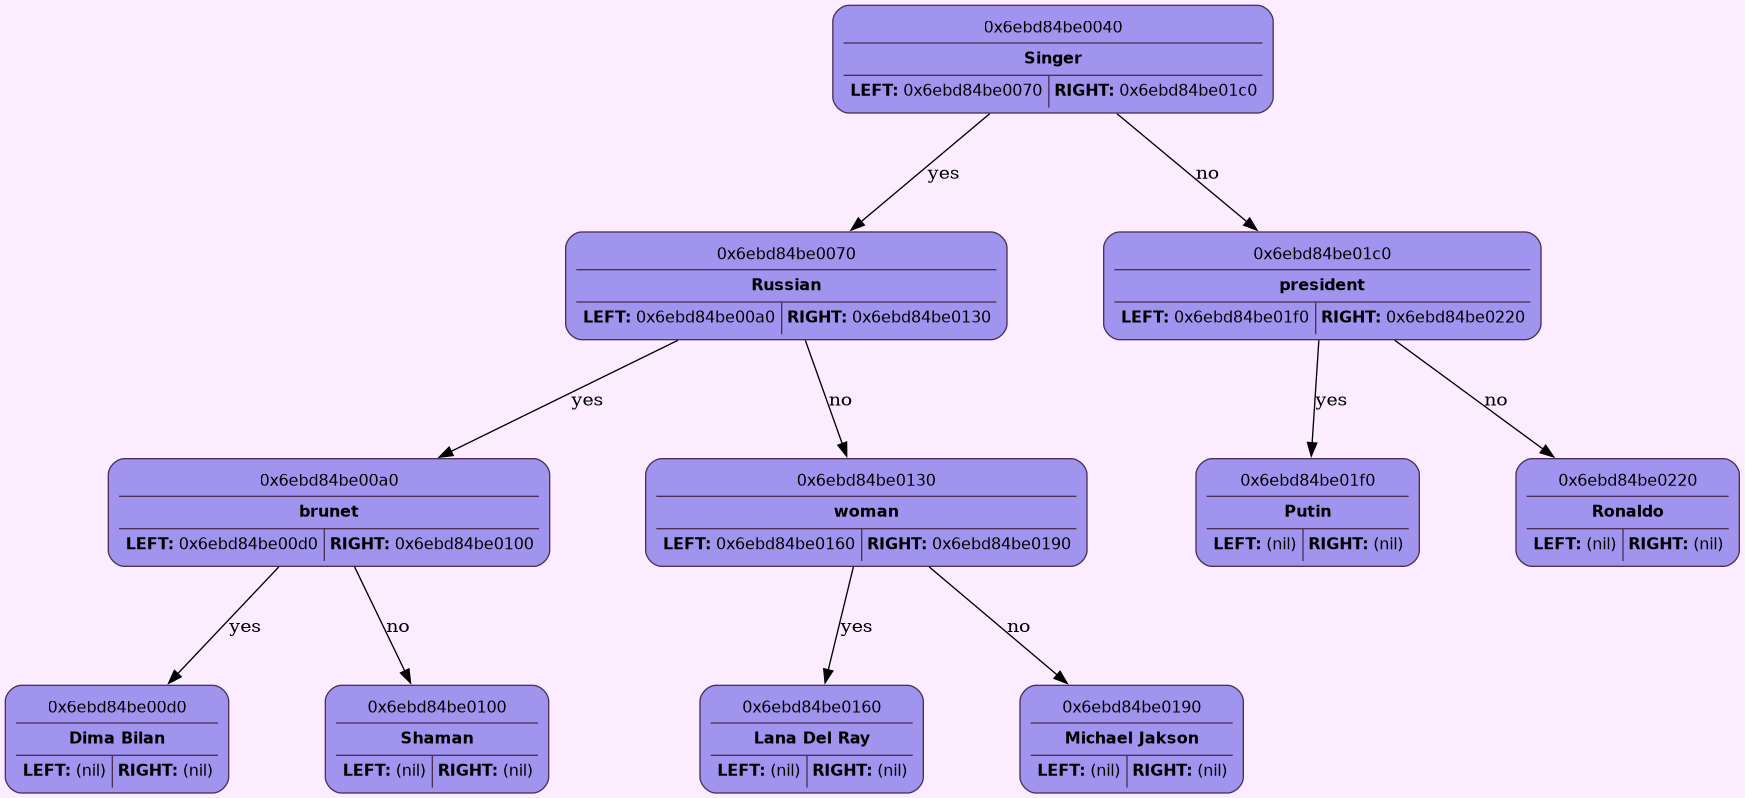 0x6ebd84be0040
Singer
LEFT: 0x6ebd84be0070 RIGHT: 0x6ebd84be01c0
yes no
0x6ebd84be0070 0x6ebd84be01c0
Russian president
LEFT: 0x6ebd84be00a0 RIGHT: 0x6ebd84be0130 LEFT: 0x6ebd84be01f0 RIGHT: 0x6ebd84be0220
yes no yes no
0x6ebd84be00a0 0x6ebd84be0130 0x6ebd84be01f0 0x6ebd84be0220
brunet woman Putin Ronaldo
LEFT: 0x6ebd84be00d0 RIGHT: 0x6ebd84be0100 LEFT: 0x6ebd84be0160 RIGHT: 0x6ebd84be0190 LEFT: (nil) RIGHT: (nil) LEFT: (nil) RIGHT: (nil)
yes no yes no
0x6ebd84be00d0 0x6ebd84be0100 0x6ebd84be0160 0x6ebd84be0190
Dima Bilan Shaman Lana Del Ray Michael Jakson
LEFT: (nil) RIGHT: (nil) LEFT: (nil) RIGHT: (nil) LEFT: (nil) RIGHT: (nil) LEFT: (nil) RIGHT: (nil)